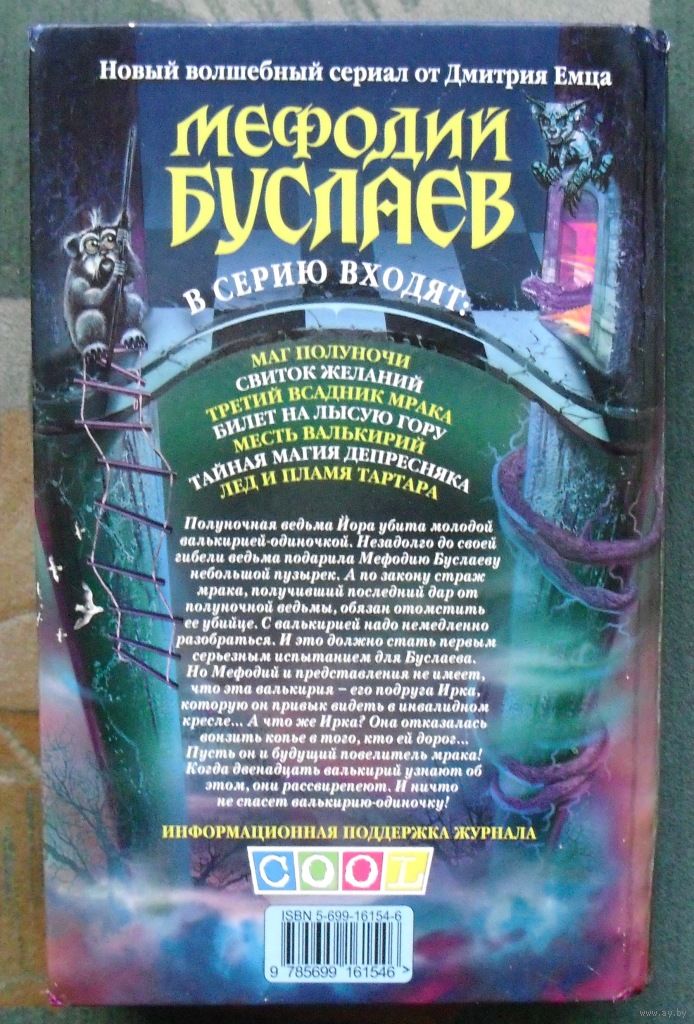 Новый волшебный сериал от Дмитрия Емца
МЕФОДИЙ
БУСЛАЕВ
В СЕРИЮ ВХОДЯТ:
МАГ ПОЛУНОЧИ
СВИТОК ЖЕЛАНИЙ
ТРЕТИЙ ВСАДНИК МРАКА
БИЛЕТ НА ЛЫСУЮ ГОРУ
МЕСТЬ ВАЛЬКИРИЙ
ТАЙНАЯ МАГИЯ ДЕПРЕСНЯКА
ЛЕД И ПЛАМЯ ТАРТАРА
Полуночная ведьма Йора убита молодой
валькирией-одиночкой. Незадолго до своей
гибели ведьма подарила Мефодию Буслаеву
небольшой пузырек. А по закону страж
мрака, получивший последний дар от
полуночной ведьмы, обязан отомстить
ее убийце. С валькирией надо немедленно
разобраться. И это должно стать первым
серьезным испытанием для Буслаева.
Но Мефодий и представления не имеет,
что эта валькирия – его подруга Ирка,
которую он привык видеть в инвалидном
кресле... А что же Ирка? Она отказалась
вонзить копье в того, кто ей дорог...
Пусть он и будущий повелитель мрака!
Когда двенадцать валькирий узнают об
этом, они рассвирепеют. И ничто
не спасет валькирию-одиночку!
ИНФОРМАЦИОННАЯ ПОДДЕРЖКА ЖУРНАЛА
COOL
ISBN 5-699-16154-6
9 785699 161546 >
www.ay.by